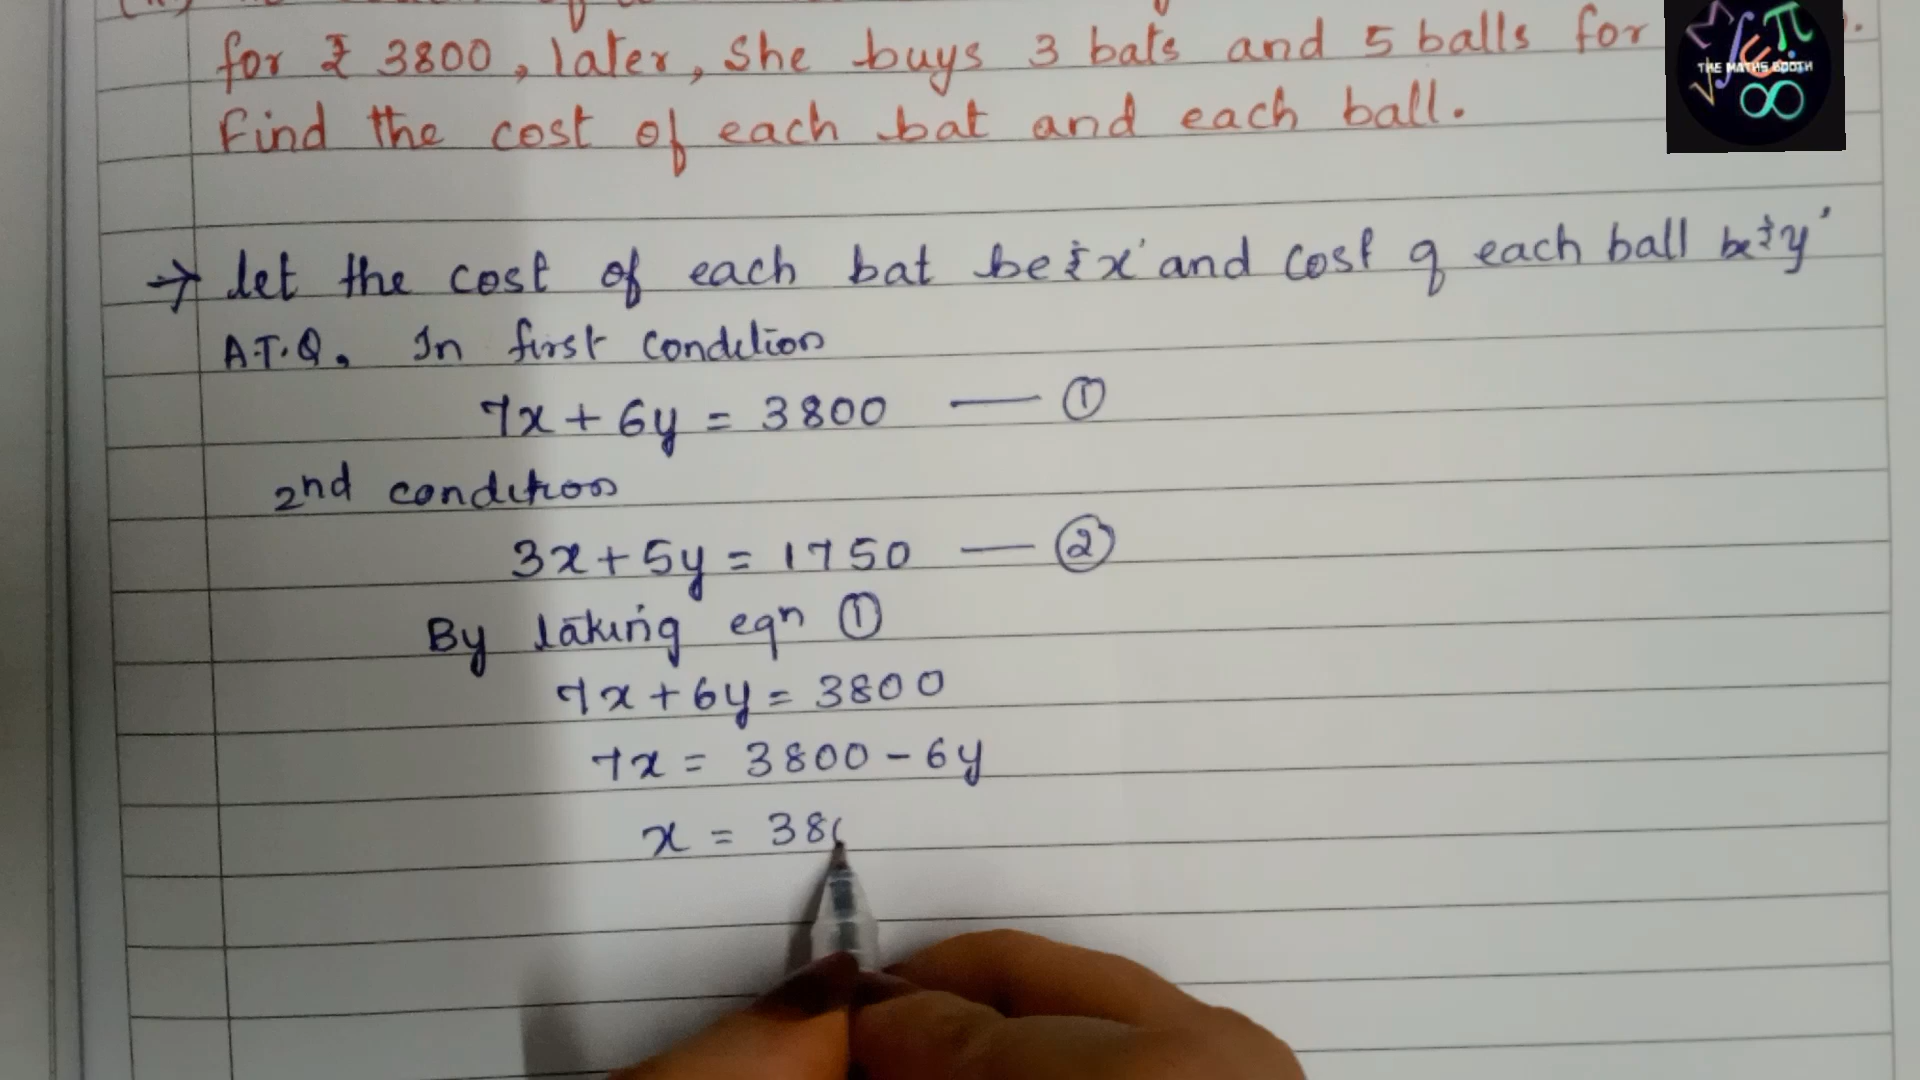 for ₹ 3800, later, She buys 3 bats and 5 balls for
Find the cost of each bat and each ball.
THE MATHS BOOTH
→ let the cost of each bat be ₹ 'x' and cost of each ball be ₹ 'y'
A.T.Q, In first condition
7x + 6y = 3800 — ①
2nd condition
3x + 5y = 1750 — ②
By taking eqn ①
7x + 6y = 3800
7x = 3800 - 6y
x = 380